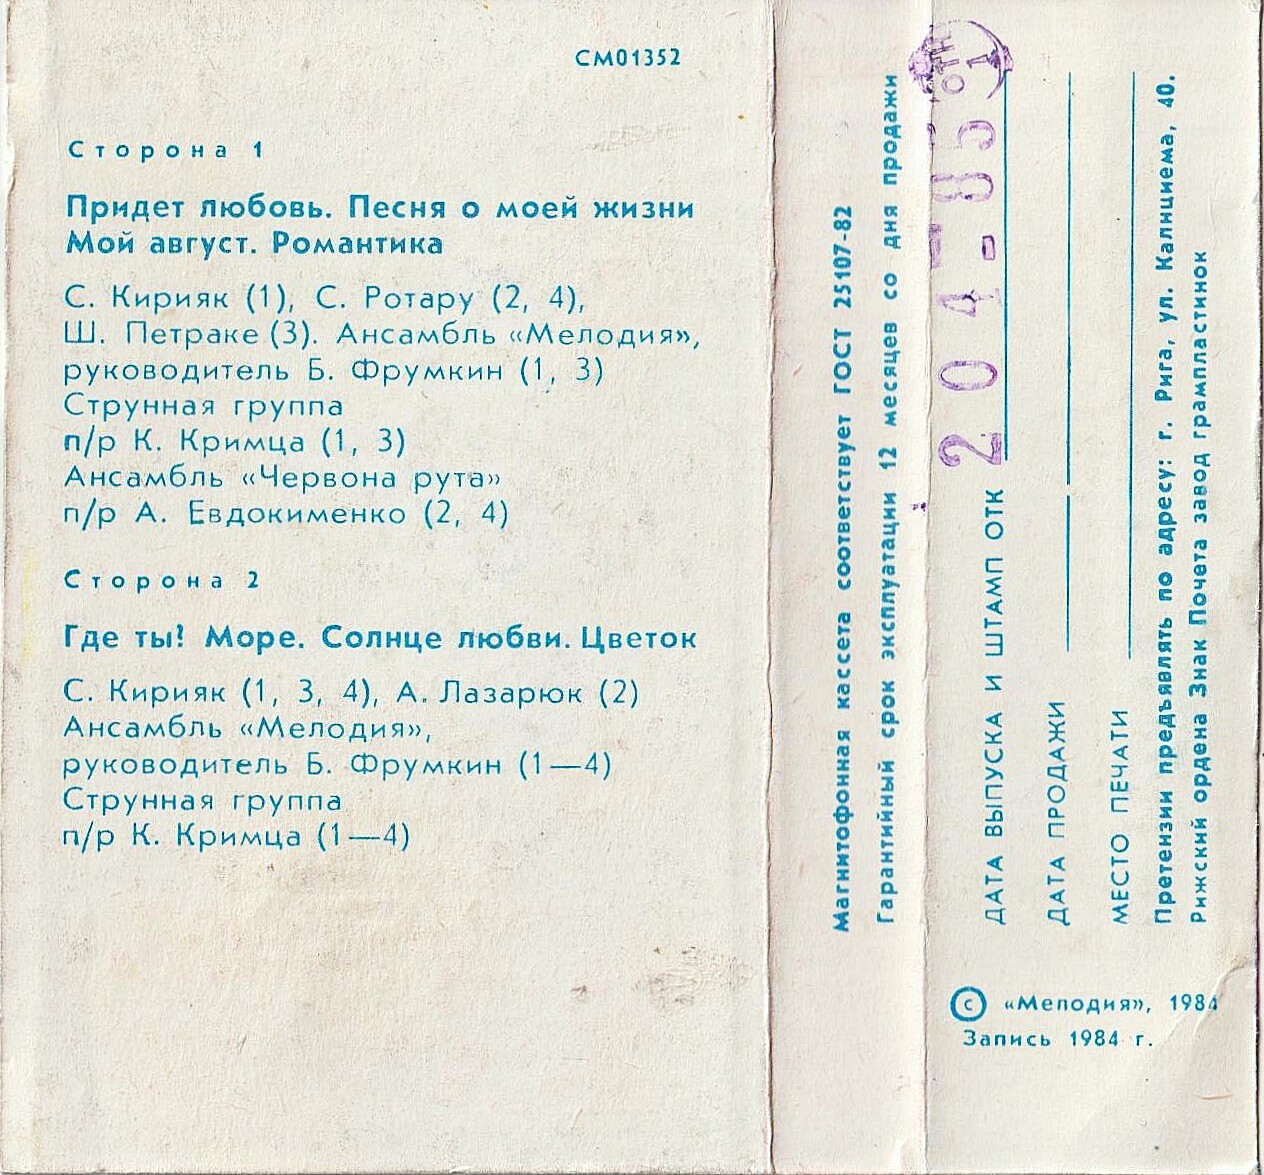 СМ01352
Сторона 1
Придет любовь. Песня о моей жизни
Мой август. Романтика
С. Кирияк (1), С. Ротару (2, 4),
Ш. Петраке (3). Ансамбль «Мелодия»,
руководитель Б. Фрумкин (1, 3)
Струнная группа
п/р К. Кримца (1, 3)
Ансамбль «Червона рута»
п/р А. Евдокименко (2, 4)
Сторона 2
Где ты? Море. Солнце любви. Цветок
С. Кирияк (1, 3, 4), А. Лазарюк (2)
Ансамбль «Мелодия»,
руководитель Б. Фрумкин (1—4)
Струнная группа
п/р К. Кримца (1—4)
Магнитофонная кассета соответствует ГОСТ 25107-82
Гарантийный срок эксплуатации 12 месяцев со дня продажи
ДАТА ВЫПУСКА И ШТАМП ОТК 2 04 - 85
ДАТА ПРОДАЖИ
МЕСТО ПЕЧАТИ
Претензии предъявлять по адресу: г. Рига, ул. Калнциема, 40.
Рижский ордена Знак Почета завод грампластинок
© «Мелодия», 1984
Запись 1984 г.